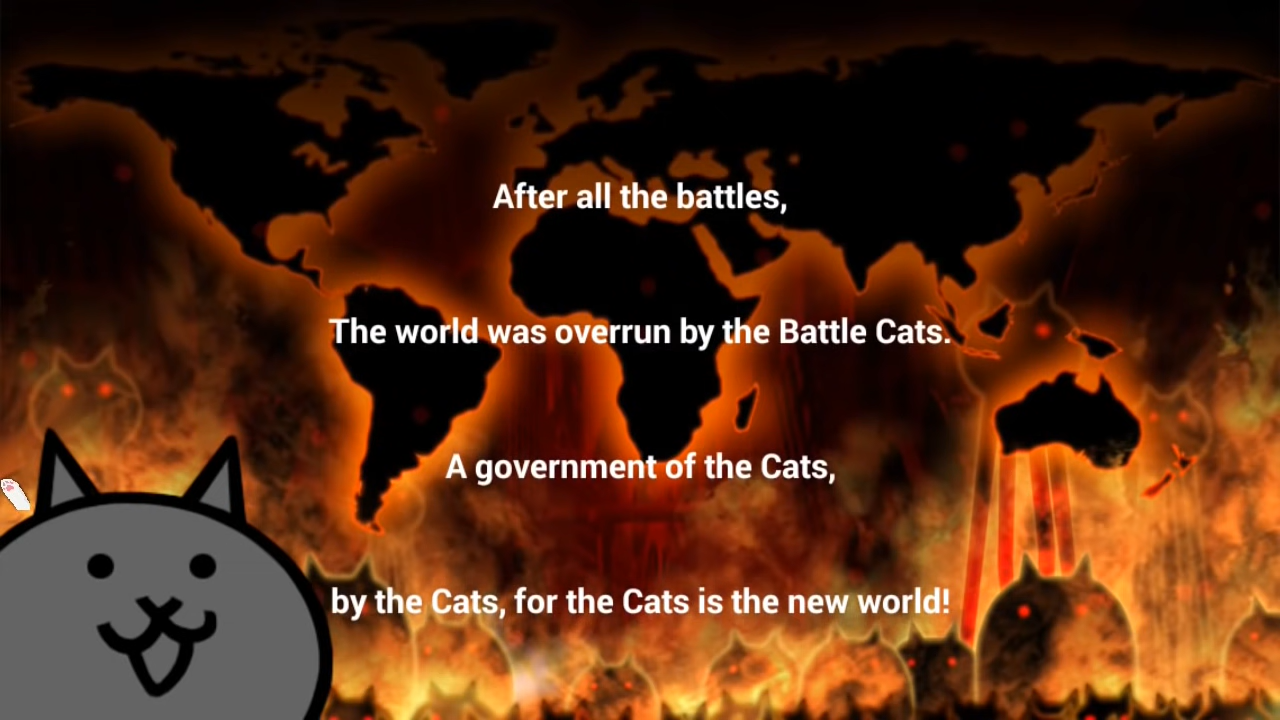 After all the battles,
The world was overrun by the Battle Cats.
A government of the Cats,
by the Cats, for the Cats is the new world!